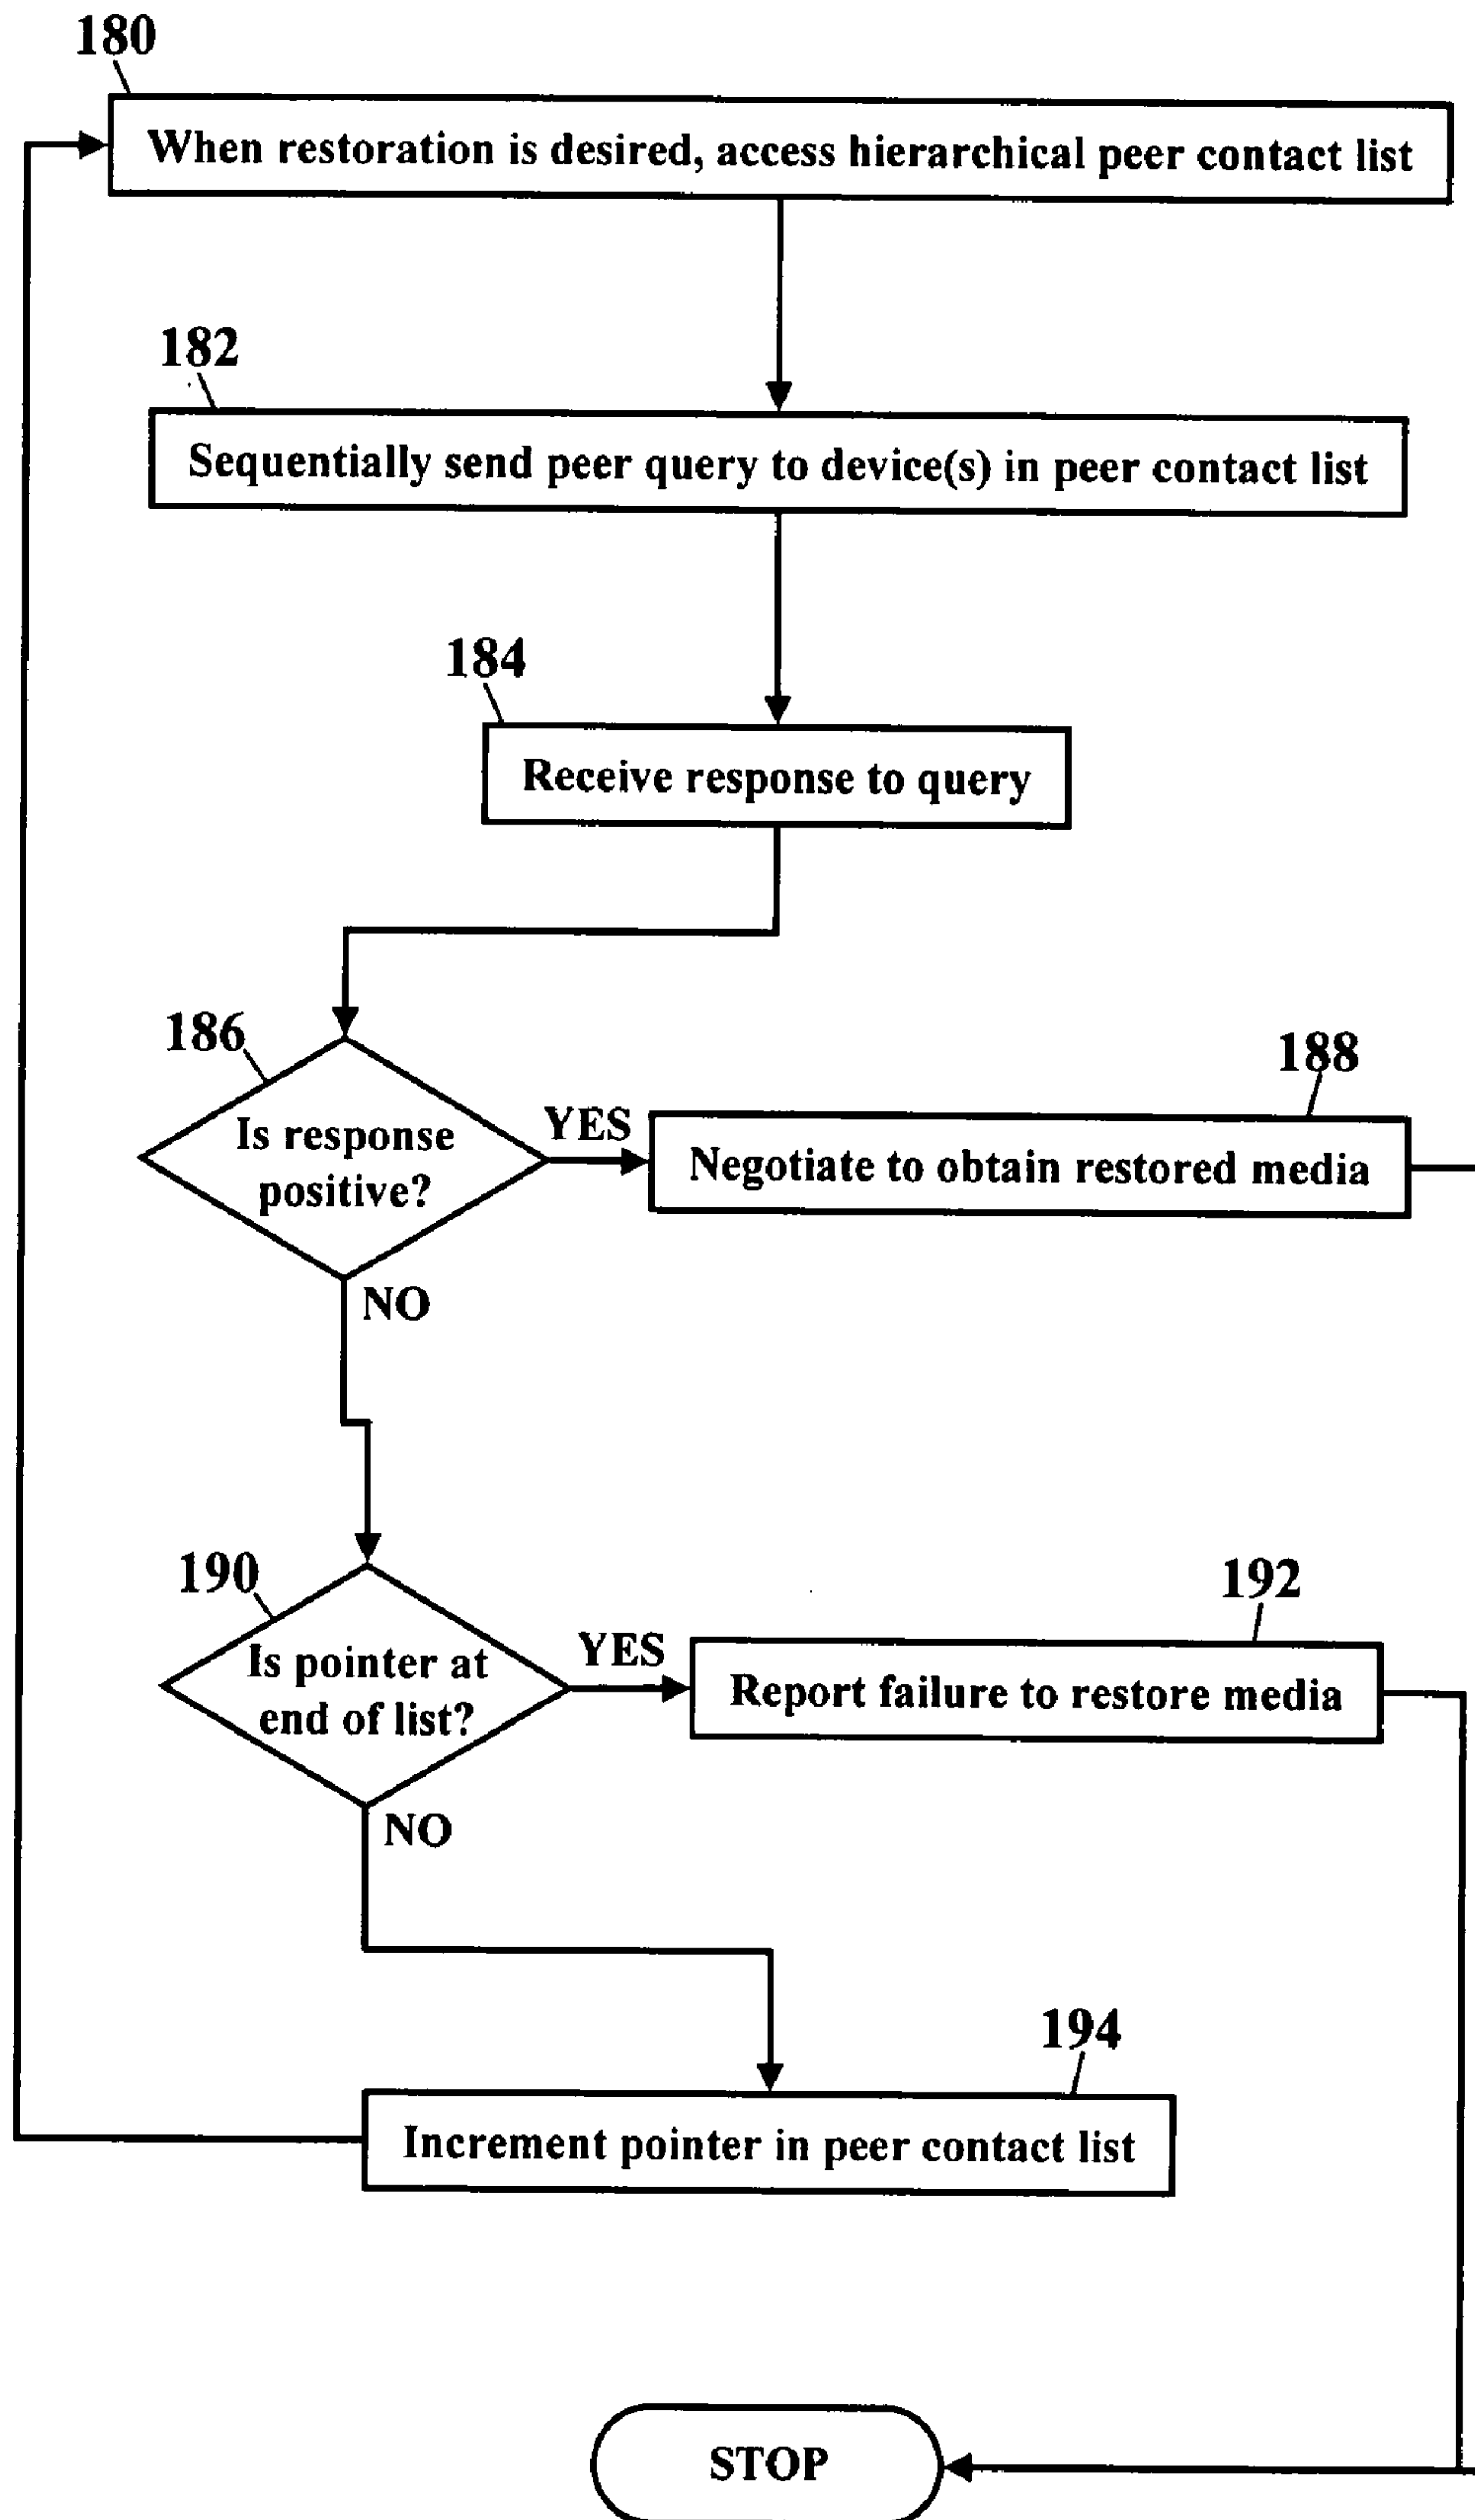 180
When restoration is desired, access hierarchical peer contact list
182
Sequentially send peer query to device(s) in peer contact list
184
Receive response to query
186
Is response
positive?
YES
188
Negotiate to obtain restored media
NO
190
Is pointer at
end of list?
YES
192
Report failure to restore media
NO
194
Increment pointer in peer contact list
STOP